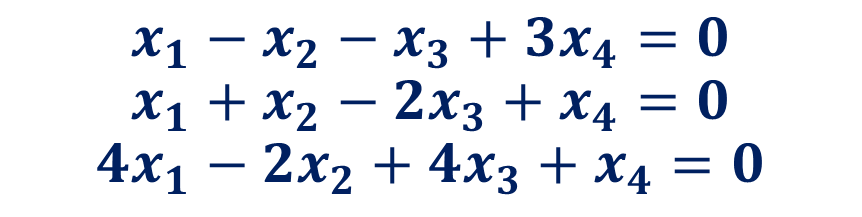 x₁ − x₂ − x₃ + 3x₄ = 0
x₁ + x₂ − 2x₃ + x₄ = 0
4x₁ − 2x₂ + 4x₃ + x₄ = 0